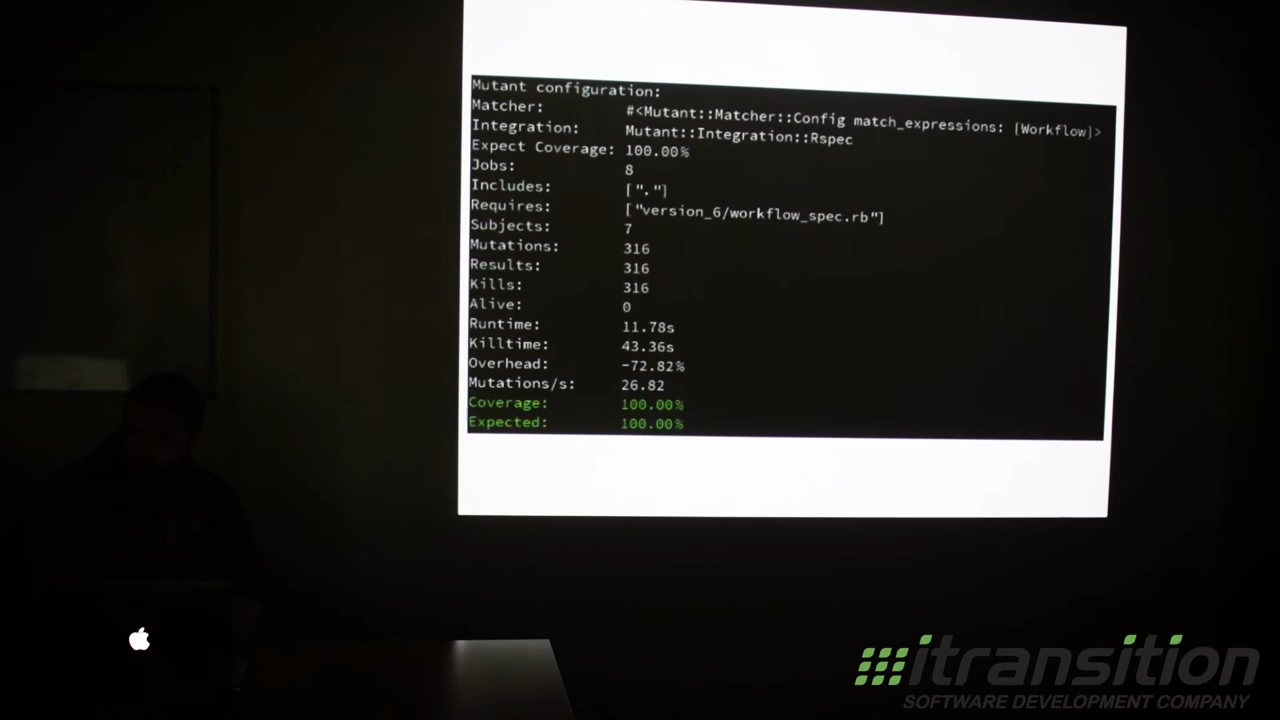 Mutant configuration:
Matcher: #<Mutant::Matcher::Config match_expressions: [Workflow]>
Integration: Mutant::Integration::Rspec
Expect Coverage: 100.00%
Jobs: 8
Includes: ["."]
Requires: ["version_6/workflow_spec.rb"]
Subjects: 7
Mutations: 316
Results: 316
Kills: 316
Alive: 0
Runtime: 11.78s
Killtime: 43.36s
Overhead: -72.82%
Mutations/s: 26.82
Coverage: 100.00%
Expected: 100.00%
itransition
SOFTWARE DEVELOPMENT COMPANY